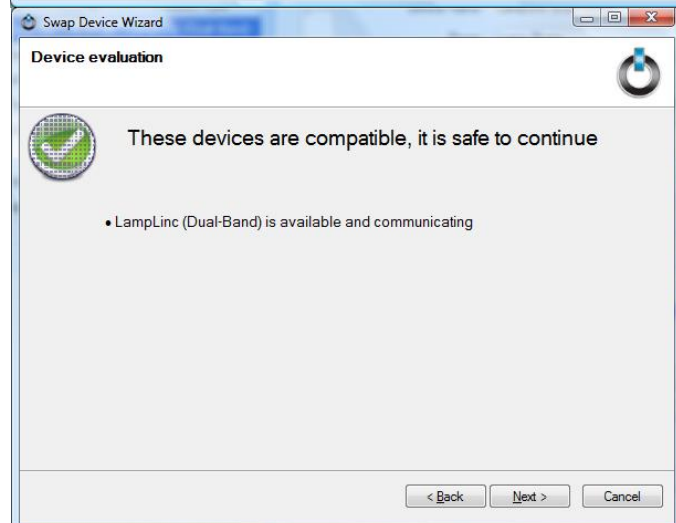 Swap Device Wizard
Device evaluation
These devices are compatible, it is safe to continue
• LampLinc (Dual-Band) is available and communicating
< Back Next > Cancel